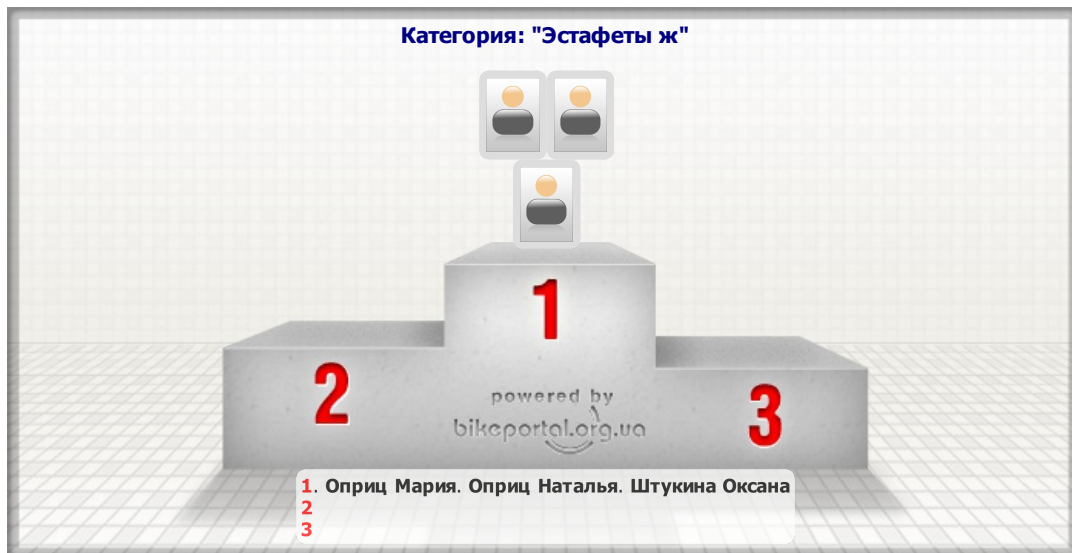 Категория: "Эстафеты ж"
1
2
3
powered by
bikeportal.org.ua
1. Оприц Мария. Оприц Наталья. Штукина Оксана
2
3